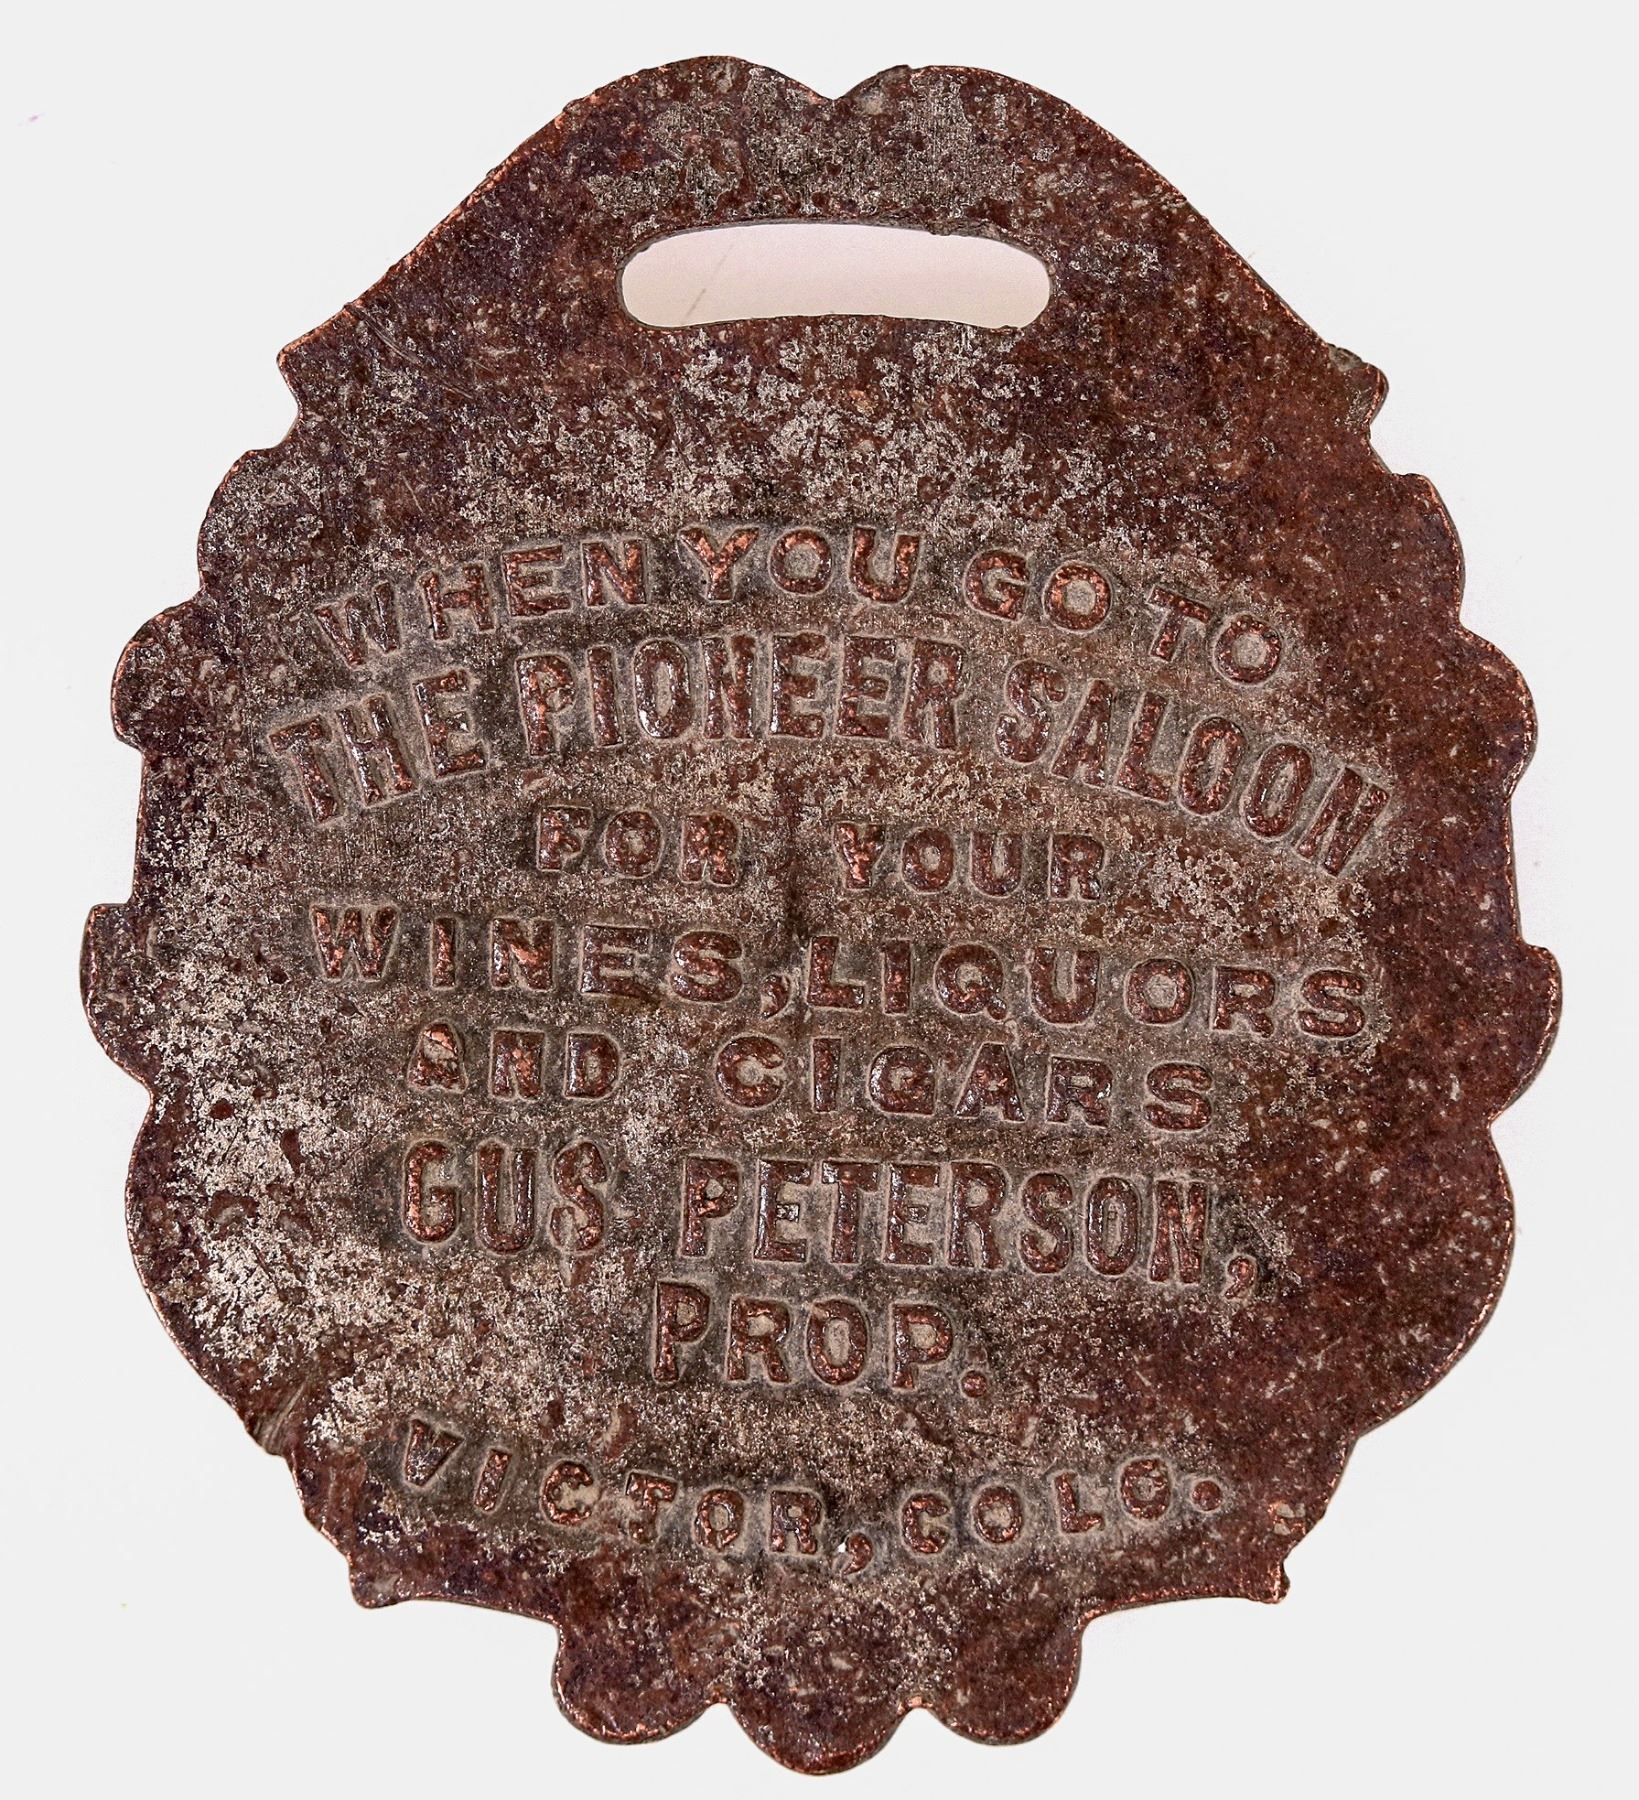 WHEN YOU GO TO
THE PIONEER SALOON
FOR YOUR
WINES, LIQUORS
AND CIGARS
GUS PETERSON,
PROP.
VICTOR, COLO.